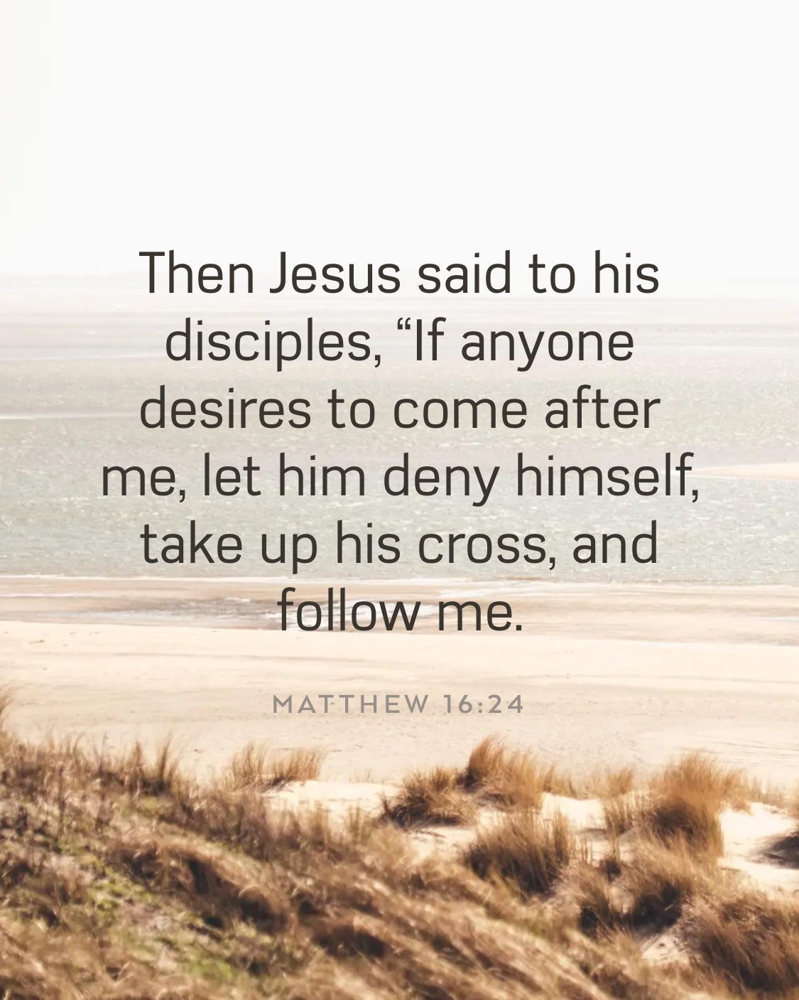 Then Jesus said to his
disciples, “If anyone
desires to come after
me, let him deny himself,
take up his cross, and
follow me.
MATTHEW 16:24